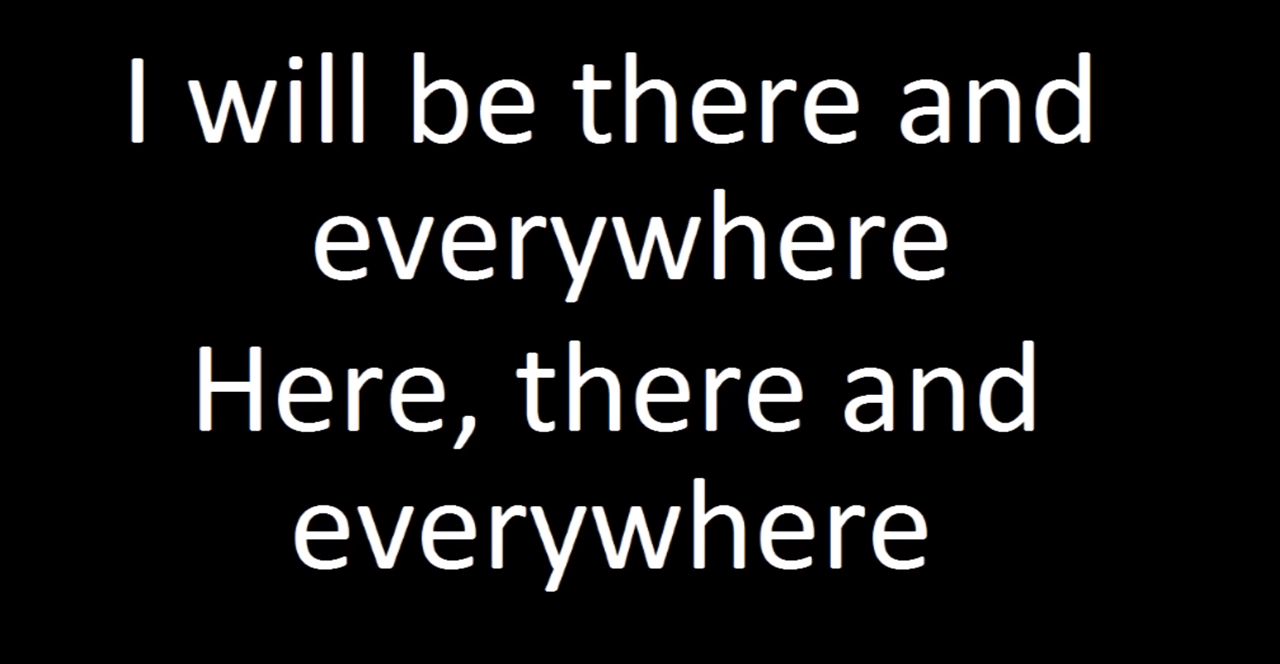 I will be there and
everywhere
Here, there and
everywhere